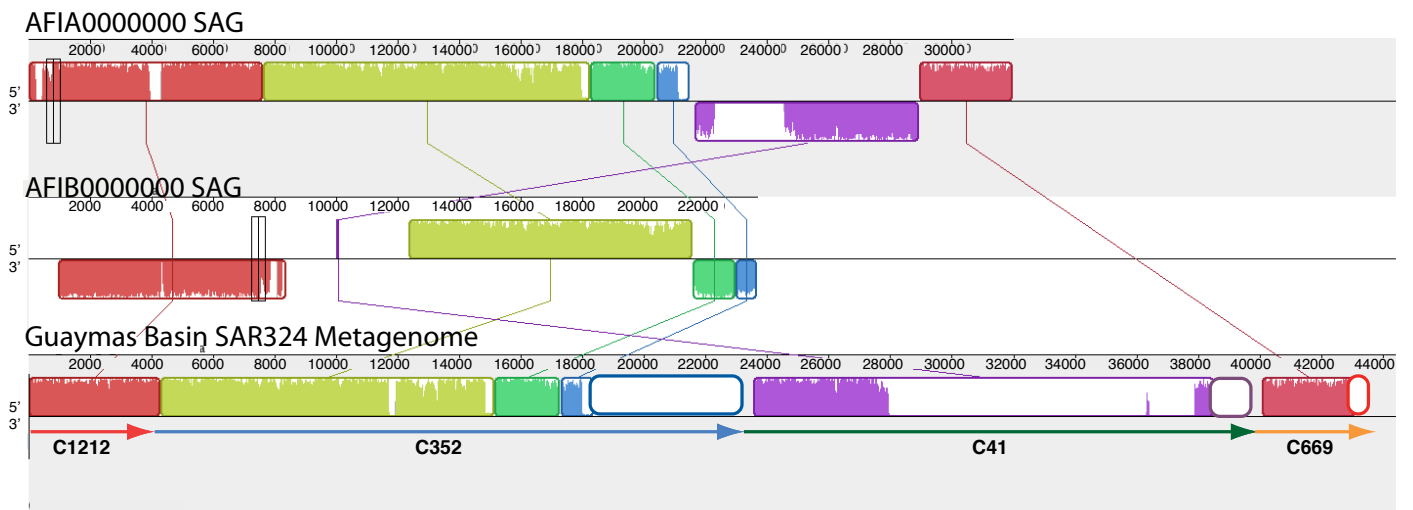 AFIA0000000 SAG
2000 4000 6000 8000 10000 12000 14000 16000 18000 20000 22000 24000 26000 28000 30000
5'
3'
AFIB0000000 SAG
2000 4000 6000 8000 10000 12000 14000 16000 18000 20000 22000
5'
3'
Guaymas Basin SAR324 Metagenome
2000 4000 6000 8000 10000 12000 14000 16000 18000 20000 22000 24000 26000 28000 30000 32000 34000 36000 38000 40000 42000 44000
5'
3'
C1212 C352 C41 C669